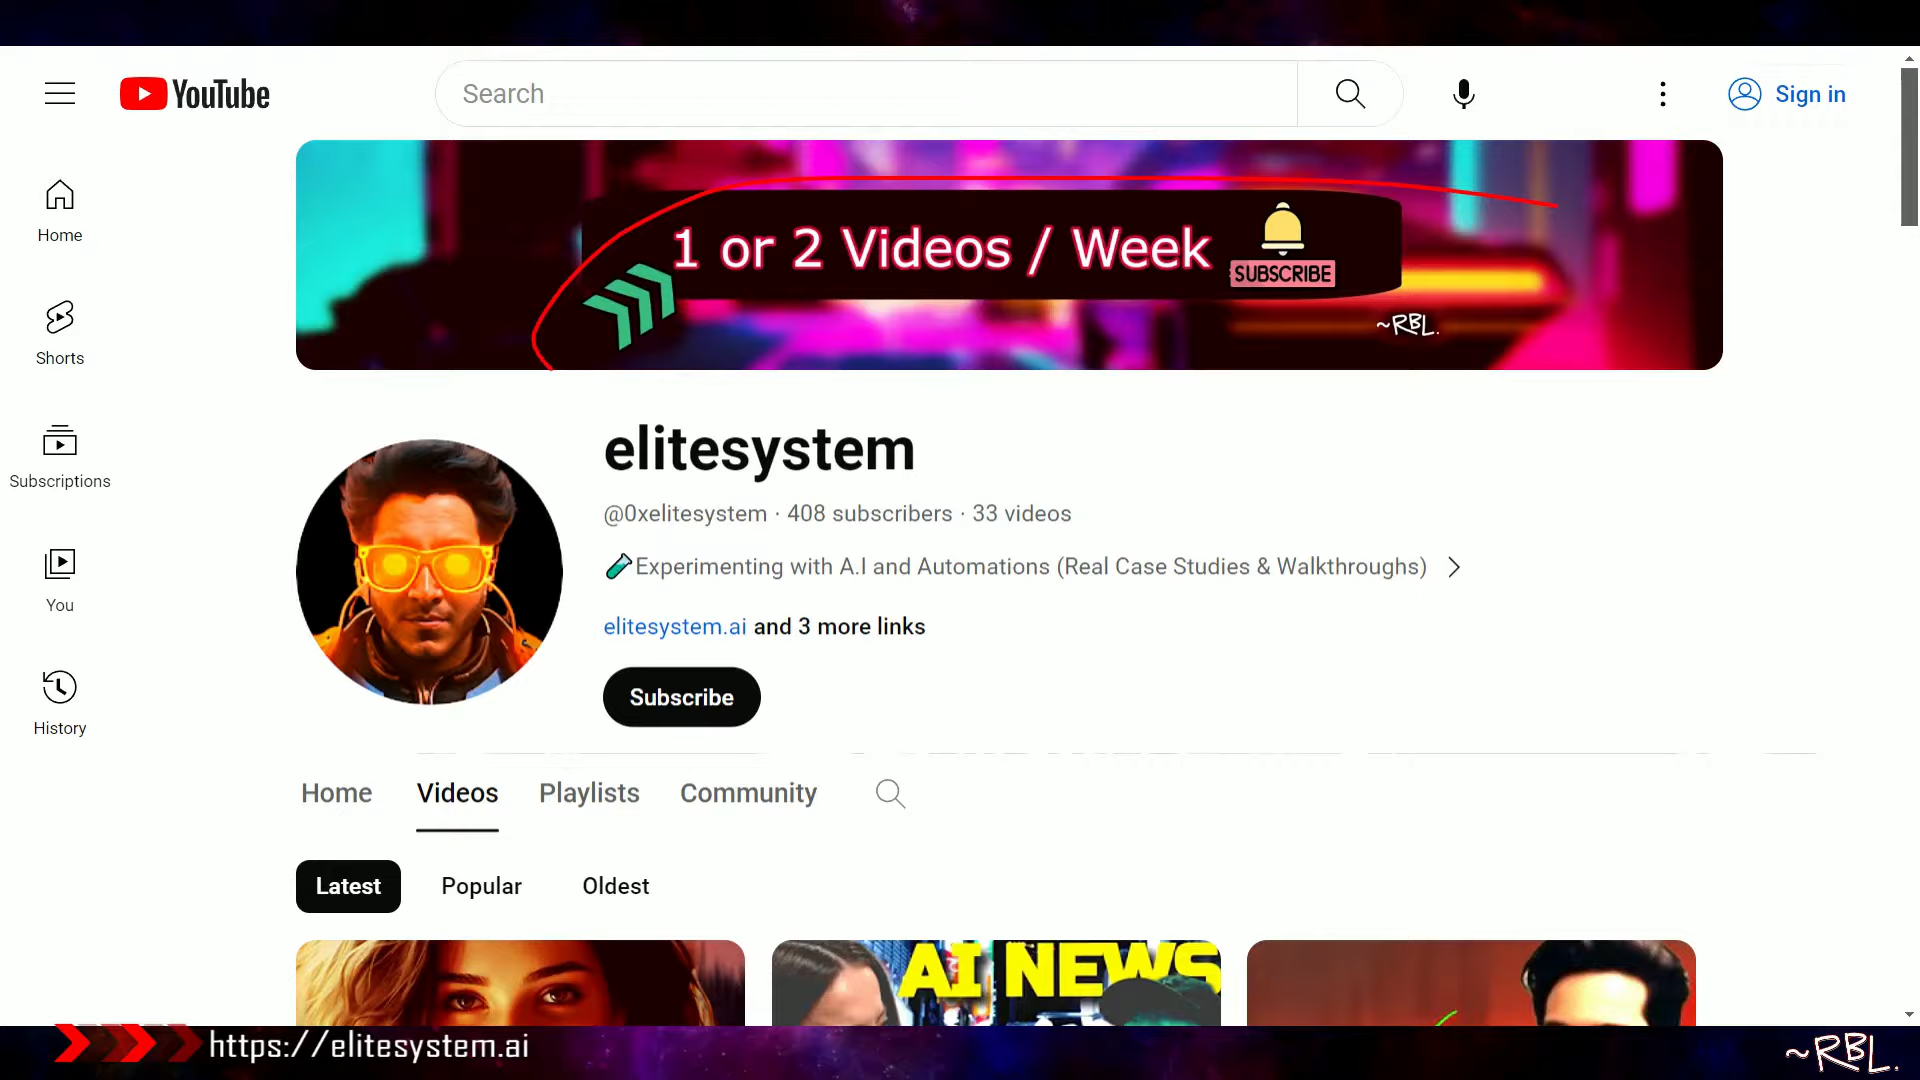 YouTube
Search
Sign in
Home
Shorts
Subscriptions
You
History
1 or 2 Videos / Week
SUBSCRIBE
~RBL.
elitesystem
@0xelitesystem · 408 subscribers · 33 videos
Experimenting with A.I and Automations (Real Case Studies & Walkthroughs)
elitesystem.ai and 3 more links
Subscribe
Home Videos Playlists Community
Latest Popular Oldest
AI NEWS
https://elitesystem.ai
~RBL.